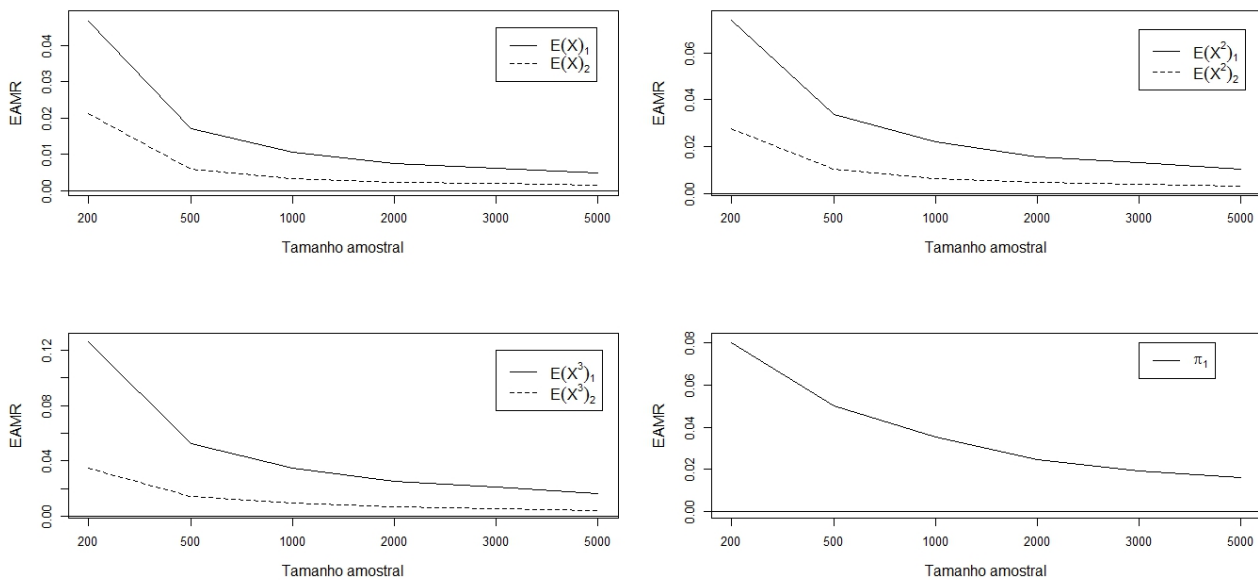 EAMR
0.00 0.01 0.02 0.03 0.04
E(X)₁
E(X)₂
200 500 1000 2000 3000 5000
Tamanho amostral
EAMR
0.00 0.02 0.04 0.06
E(X²)₁
E(X²)₂
200 500 1000 2000 3000 5000
Tamanho amostral
EAMR
0.00 0.04 0.08 0.12
E(X³)₁
E(X³)₂
200 500 1000 2000 3000 5000
Tamanho amostral
EAMR
0.00 0.02 0.04 0.06 0.08
π₁
200 500 1000 2000 3000 5000
Tamanho amostral